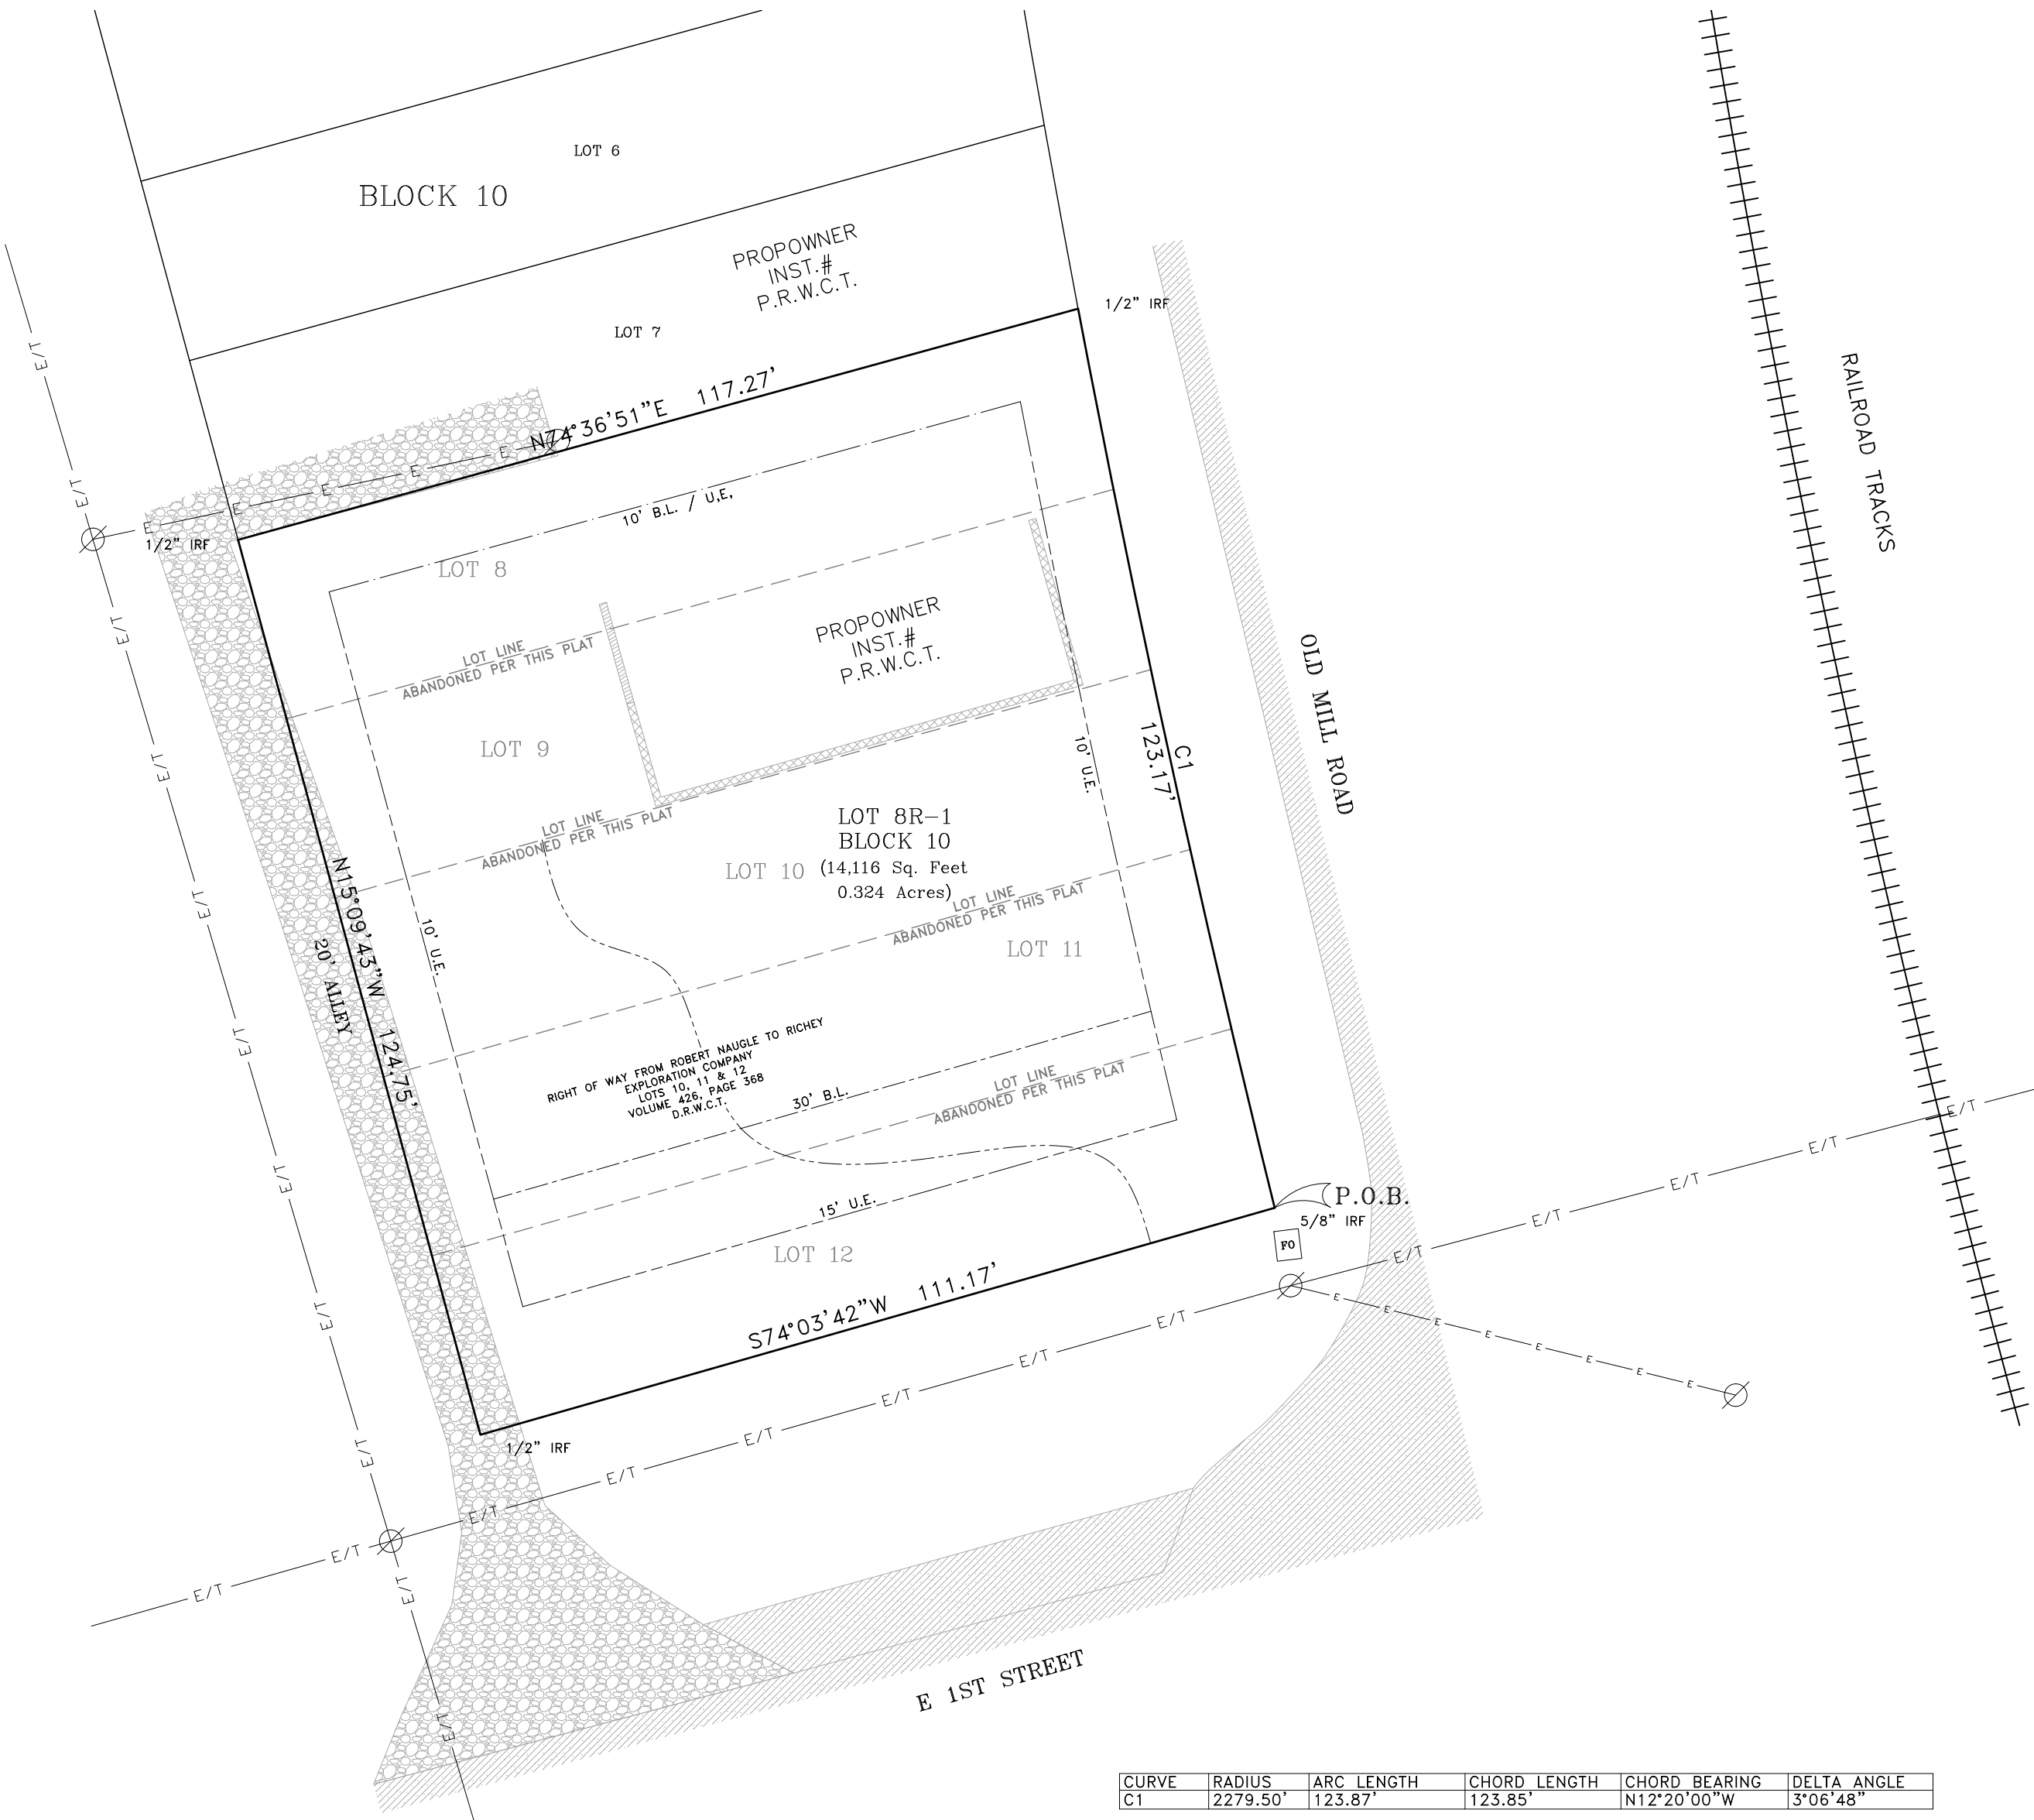 LOT 6
BLOCK 10
PROPOWNER
INST.#
P.R.W.C.T.
1/2" IRF
LOT 7
RAILROAD TRACKS
N74°36'51"E 117.27'
E/T
E/T
E/T
E
E
E
E
E
1/2" IRF
10' B.L. / U,E,
LOT 8
PROPOWNER
INST.#
P.R.W.C.T.
LOT LINE
ABANDONED PER THIS PLAT
OLD MILL ROAD
LOT 9
C1
123.17'
10' U.E.
E/T
E/T
E/T
E/T
E/T
E/T
LOT LINE
ABANDONED PER THIS PLAT
LOT 8R-1
BLOCK 10
(14,116 Sq. Feet
0.324 Acres)
LOT 10
LOT LINE
ABANDONED PER THIS PLAT
LOT 11
N15°09'43"W 124.75'
20' ALLEY
10' U.E.
RIGHT OF WAY FROM ROBERT NAUGLE TO RICHEY
EXPLORATION COMPANY
LOTS 10, 11 & 12
VOLUME 426, PAGE 368
D.R.W.C.T.
30' B.L.
LOT LINE
ABANDONED PER THIS PLAT
15' U.E.
P.O.B.
5/8" IRF
FO
LOT 12
S74°03'42"W 111.17'
1/2" IRF
E/T
E/T
E/T
E/T
E/T
E/T
E/T
E/T
E/T
E/T
E/T
E/T
E
E
E
E
E
E
E
E
E/T
E/T
E/T
E 1ST STREET
CURVE RADIUS ARC LENGTH CHORD LENGTH CHORD BEARING DELTA ANGLE
C1 2279.50' 123.87' 123.85' N12°20'00"W 3°06'48"